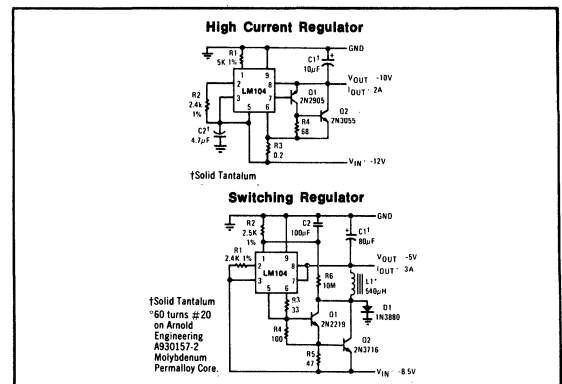 High Current Regulator
GND
R1
5K 1%
C1†
10µF
+
1
9
2
8
3
LM104
7
5
6
R2
2.4k
1%
Q1
2N2905
VOUT -10V
IOUT 2A
Q2
2N3055
R4
68
C2†
4.7µF
R3
0.2
VIN -12V
†Solid Tantalum
Switching Regulator
GND
R2
2.5K
1%
C2
100µF
+
C1†
80µF
R1
2.4K 1%
1
9
2
8
3
LM104
7
5
6
VOUT -5V
IOUT 3A
R6
10M
L1*
540µH
D1
1N3880
R3
33
Q1
2N2219
R4
100
Q2
2N3716
R5
47
VIN -8.5V
†Solid Tantalum
°60 turns #20
on Arnold
Engineering
A930157-2
Molybdenum
Permalloy Core.